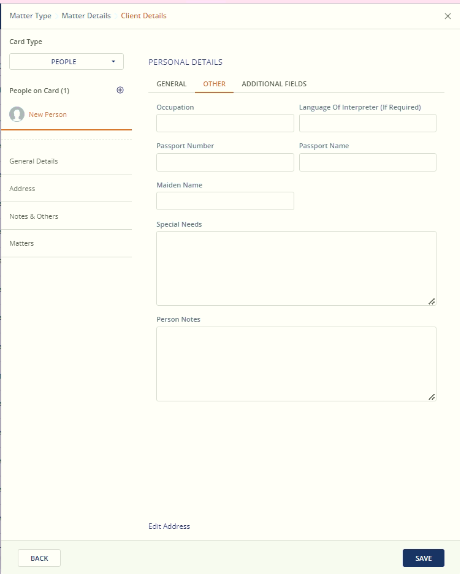 Matter Type Matter Details Client Details
Card Type
PEOPLE
People on Card (1)
New Person
General Details
Address
Notes & Others
Matters
PERSONAL DETAILS
GENERAL OTHER ADDITIONAL FIELDS
Occupation Language Of Interpreter (If Required)
Passport Number Passport Name
Maiden Name
Special Needs
Person Notes
Edit Address
BACK SAVE